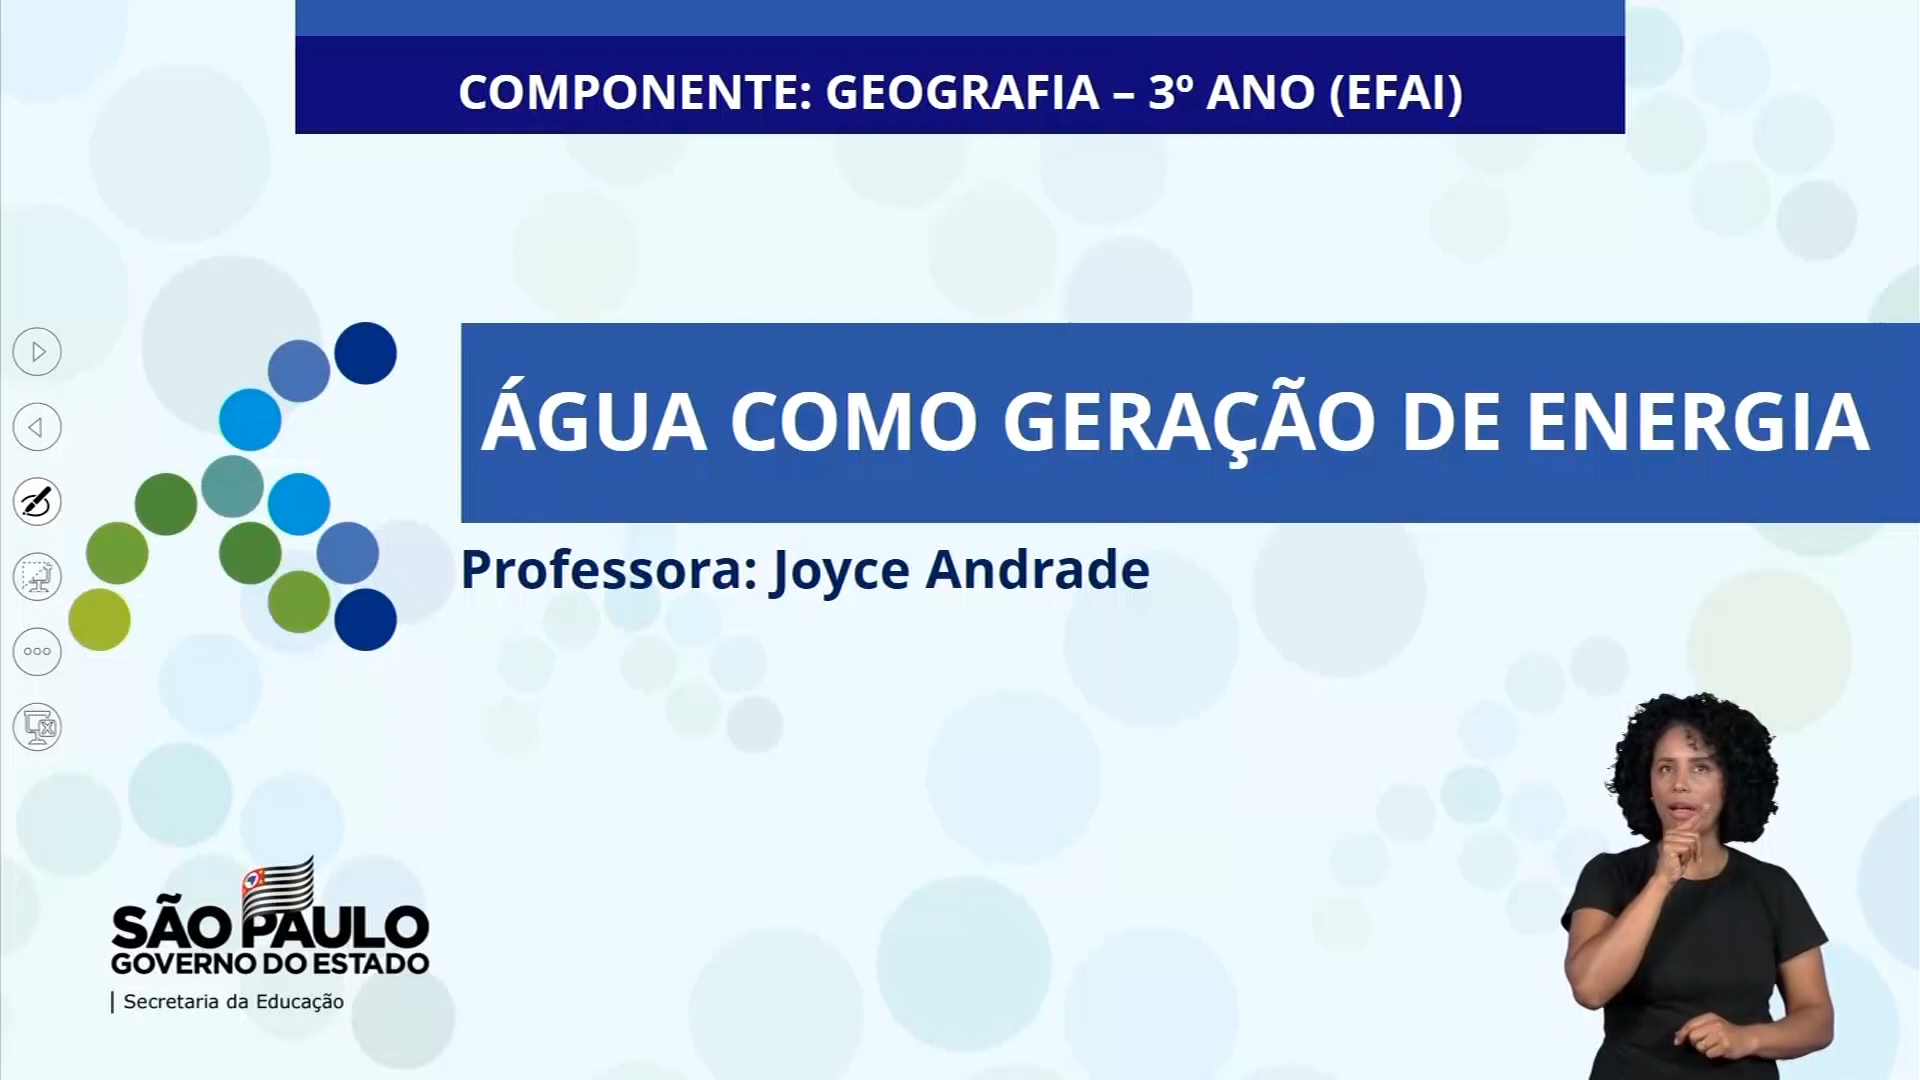 COMPONENTE: GEOGRAFIA – 3º ANO (EFAI)
ÁGUA COMO GERAÇÃO DE ENERGIA
Professora: Joyce Andrade
SÃO PAULO
GOVERNO DO ESTADO
Secretaria da Educação